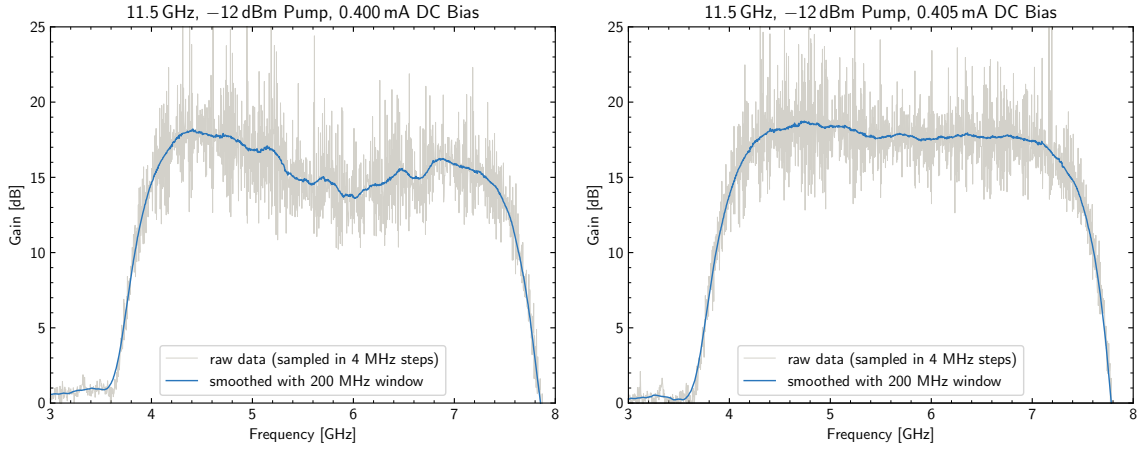 11.5 GHz, −12 dBm Pump, 0.400 mA DC Bias
25
20
15
10
5
0
Gain [dB]
raw data (sampled in 4 MHz steps)
smoothed with 200 MHz window
3 4 5 6 7 8
Frequency [GHz]
11.5 GHz, −12 dBm Pump, 0.405 mA DC Bias
25
20
15
10
5
0
Gain [dB]
raw data (sampled in 4 MHz steps)
smoothed with 200 MHz window
3 4 5 6 7 8
Frequency [GHz]